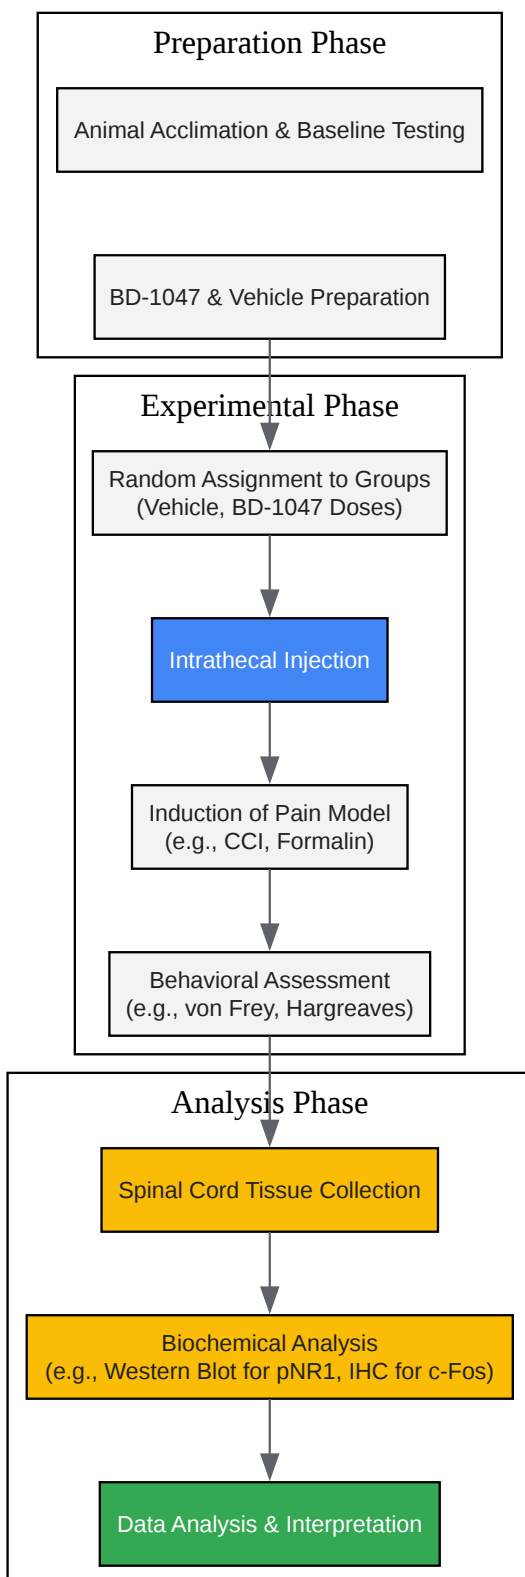 Preparation Phase
Animal Acclimation & Baseline Testing
BD-1047 & Vehicle Preparation
Experimental Phase
Random Assignment to Groups
(Vehicle, BD-1047 Doses)
Intrathecal Injection
Induction of Pain Model
(e.g., CCI, Formalin)
Behavioral Assessment
(e.g., von Frey, Hargreaves)
Analysis Phase
Spinal Cord Tissue Collection
Biochemical Analysis
(e.g., Western Blot for pNR1, IHC for c-Fos)
Data Analysis & Interpretation